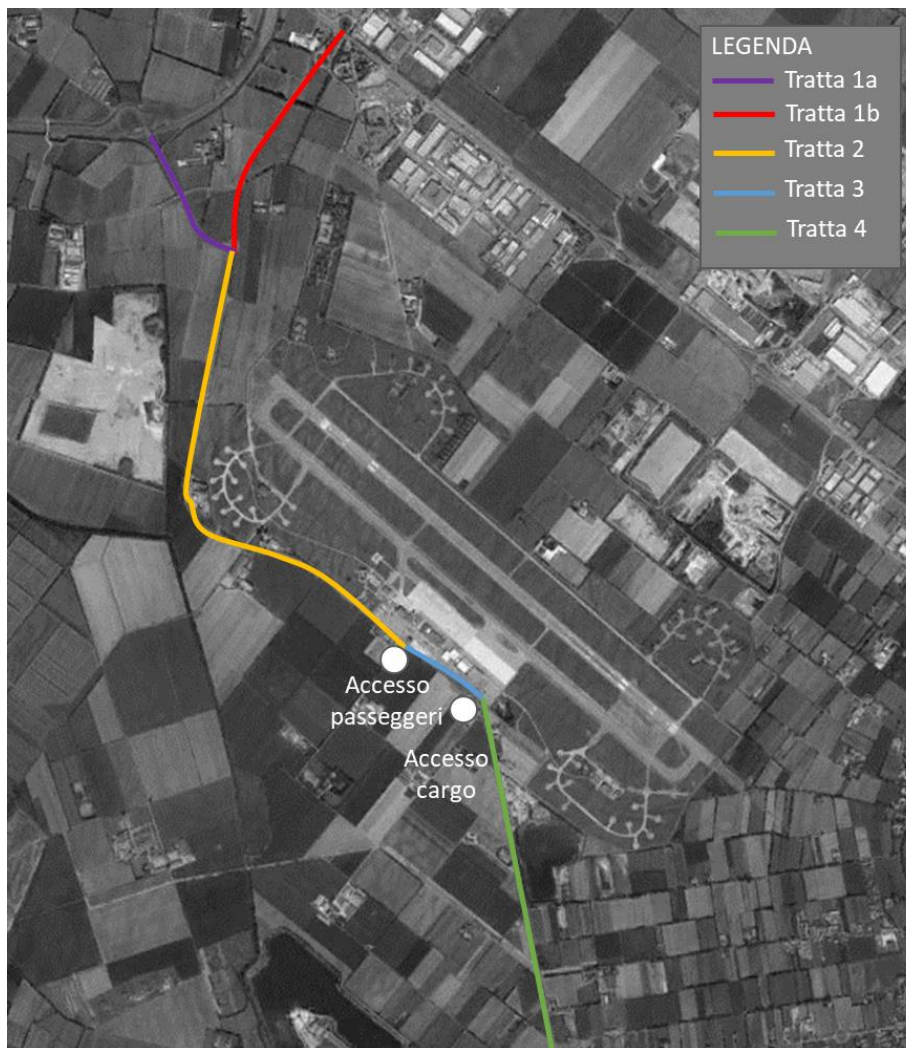 LEGENDA
Tratta 1a
Tratta 1b
Tratta 2
Tratta 3
Tratta 4
Accesso
passeggeri
Accesso
cargo